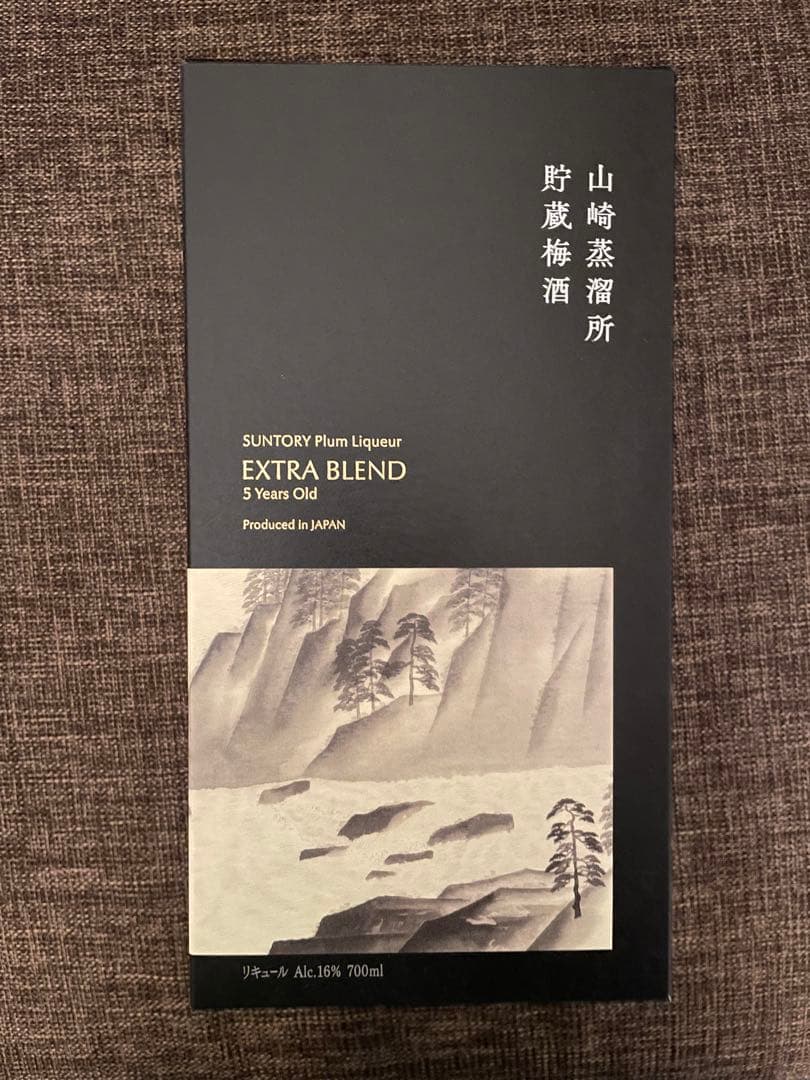 山崎蒸溜所
貯蔵梅酒
SUNTORY Plum Liqueur
EXTRA BLEND
5 Years Old
Produced in JAPAN
リキュール Alc.16% 700ml